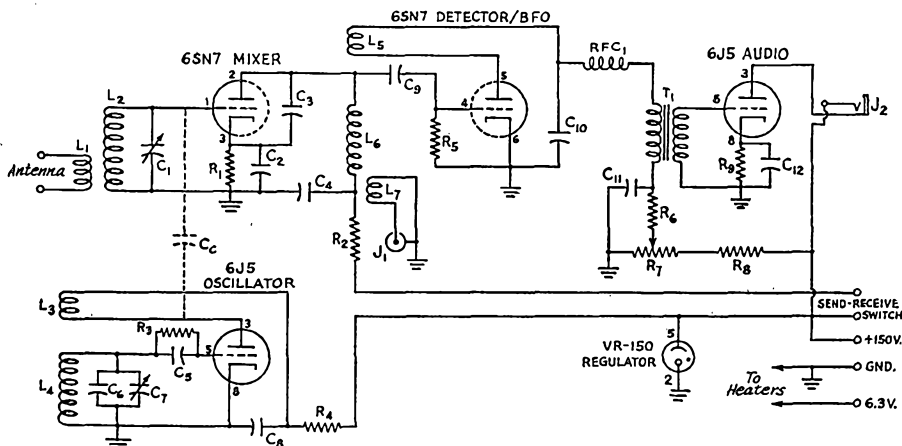 6SN7 DETECTOR/BFO
6SN7 MIXER
6J5 AUDIO
L5
RFC1
2
5
3
L2
C9
T1
J2
1
C3
4
6
L1
3
R5
6
C10
8
Antenna
C1
R1
C2
L6
R9
C12
C4
L7
C11
R6
R2
J1
CC
R7
R8
6J5
OSCILLATOR
L3
3
SEND-RECEIVE
SWITCH
R3
5
C5
5
VR-150
REGULATOR
+150V.
L4
C6
C7
8
2
GND.
R4
To
Heaters
C8
6.3V.